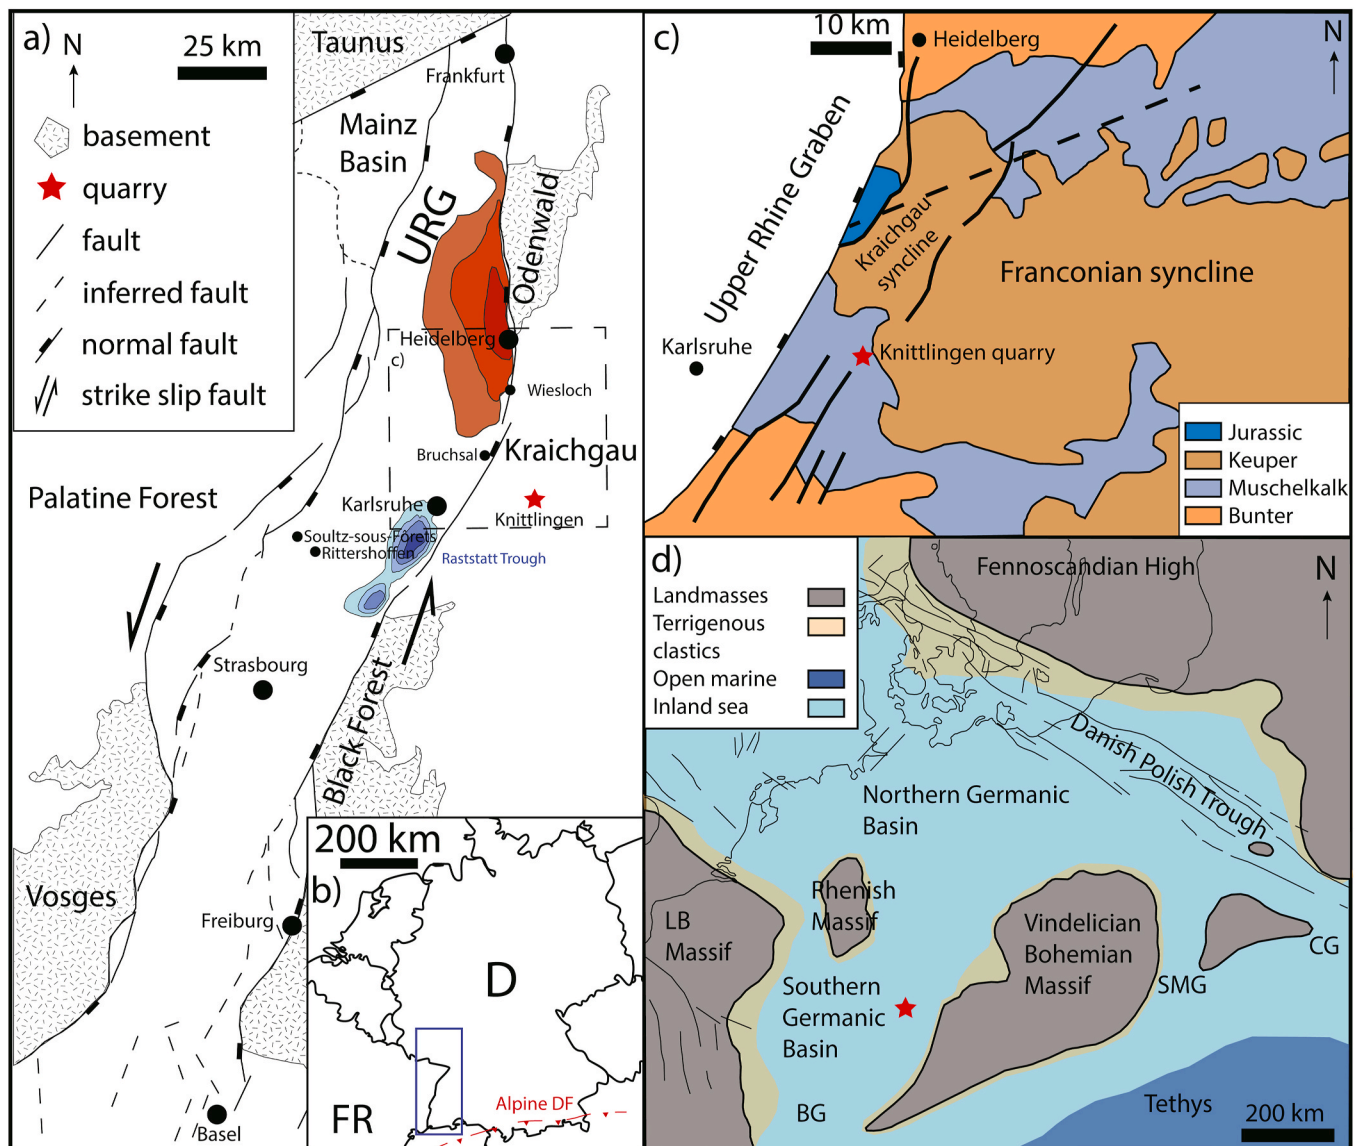 a)
N
25 km
basement
quarry
fault
inferred fault
normal fault
strike slip fault
Taunus
Frankfurt
Mainz
Basin
URG
Odenwald
Heidelberg
c)
Wiesloch
Bruchsal
Kraichgau
Karlsruhe
Knittlingen
Soultz-sous-Forets
Rittershoffen
Raststatt Trough
Palatine Forest
Strasbourg
Black Forest
Vosges
Freiburg
Basel
200 km
b)
D
FR
Alpine DF
c)
10 km
N
Heidelberg
Upper Rhine Graben
Kraichgau
syncline
Franconian syncline
Karlsruhe
Knittlingen quarry
Jurassic
Keuper
Muschelkalk
Bunter
d)
Landmasses
Terrigenous
clastics
Open marine
Inland sea
Fennoscandian High
N
Danish Polish Trough
Northern Germanic
Basin
Rhenish
Massif
LB
Massif
Vindelician
Bohemian
Massif
CG
SMG
Southern
Germanic
Basin
BG
Tethys
200 km